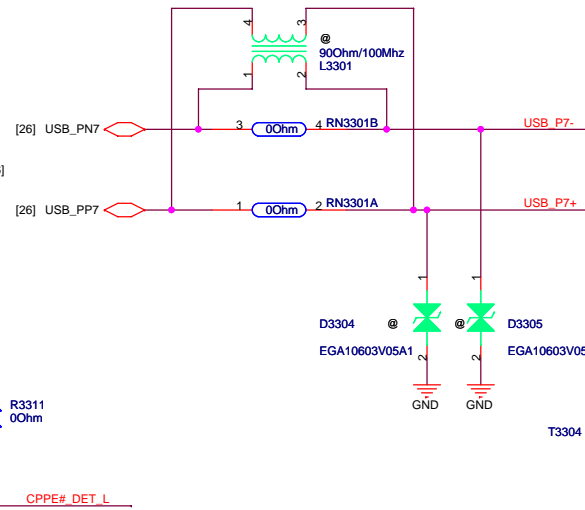 4
3
@
90Ohm/100Mhz
L3301
1
2
[26] USB_PN7
3
0Ohm
4
RN3301B
USB_P7-
]
[26] USB_PP7
1
0Ohm
2
RN3301A
USB_P7+
1
1
D3304
@
@
D3305
EGA10603V05A1
2
2
EGA10603V05
GND
GND
R3311
0Ohm
T3304
CPPE#_DET_L